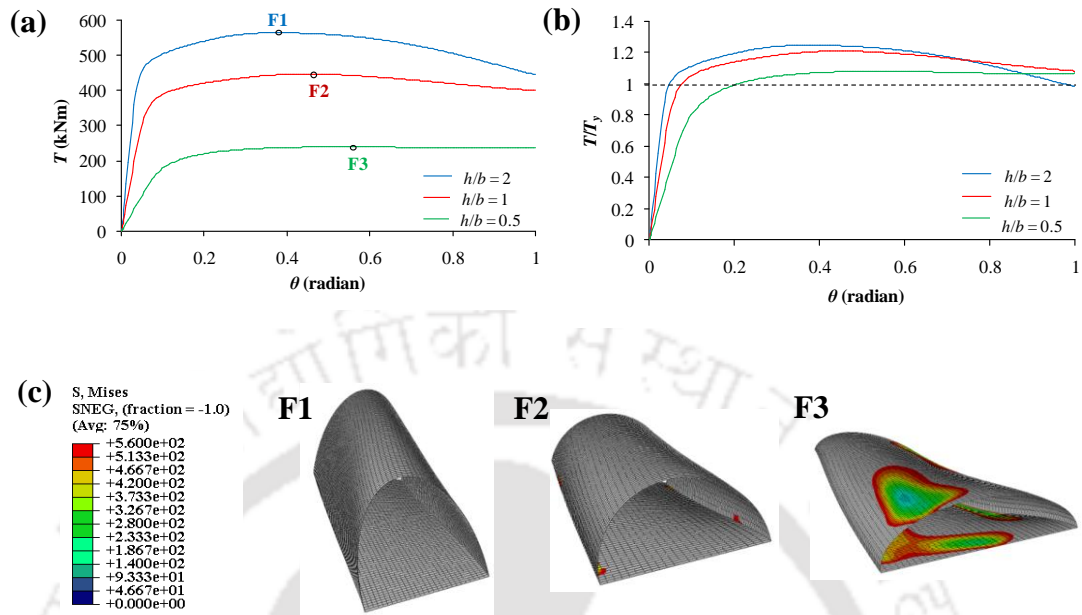 (a)
600
500
400
300
200
100
0
T (kNm)
F1
F2
F3
h/b = 2
h/b = 1
h/b = 0.5
0 0.2 0.4 0.6 0.8 1
θ (radian)
(b)
1.4
1.2
1
0.8
0.6
0.4
0.2
0
T/Ty
h/b = 2
h/b = 1
h/b = 0.5
0 0.2 0.4 0.6 0.8 1
θ (radian)
(c)
S, Mises
SNEG, (fraction = -1.0)
(Avg: 75%)
+5.600e+02
+5.133e+02
+4.667e+02
+4.200e+02
+3.733e+02
+3.267e+02
+2.800e+02
+2.333e+02
+1.867e+02
+1.400e+02
+9.333e+01
+4.667e+01
+0.000e+00
F1
F2
F3